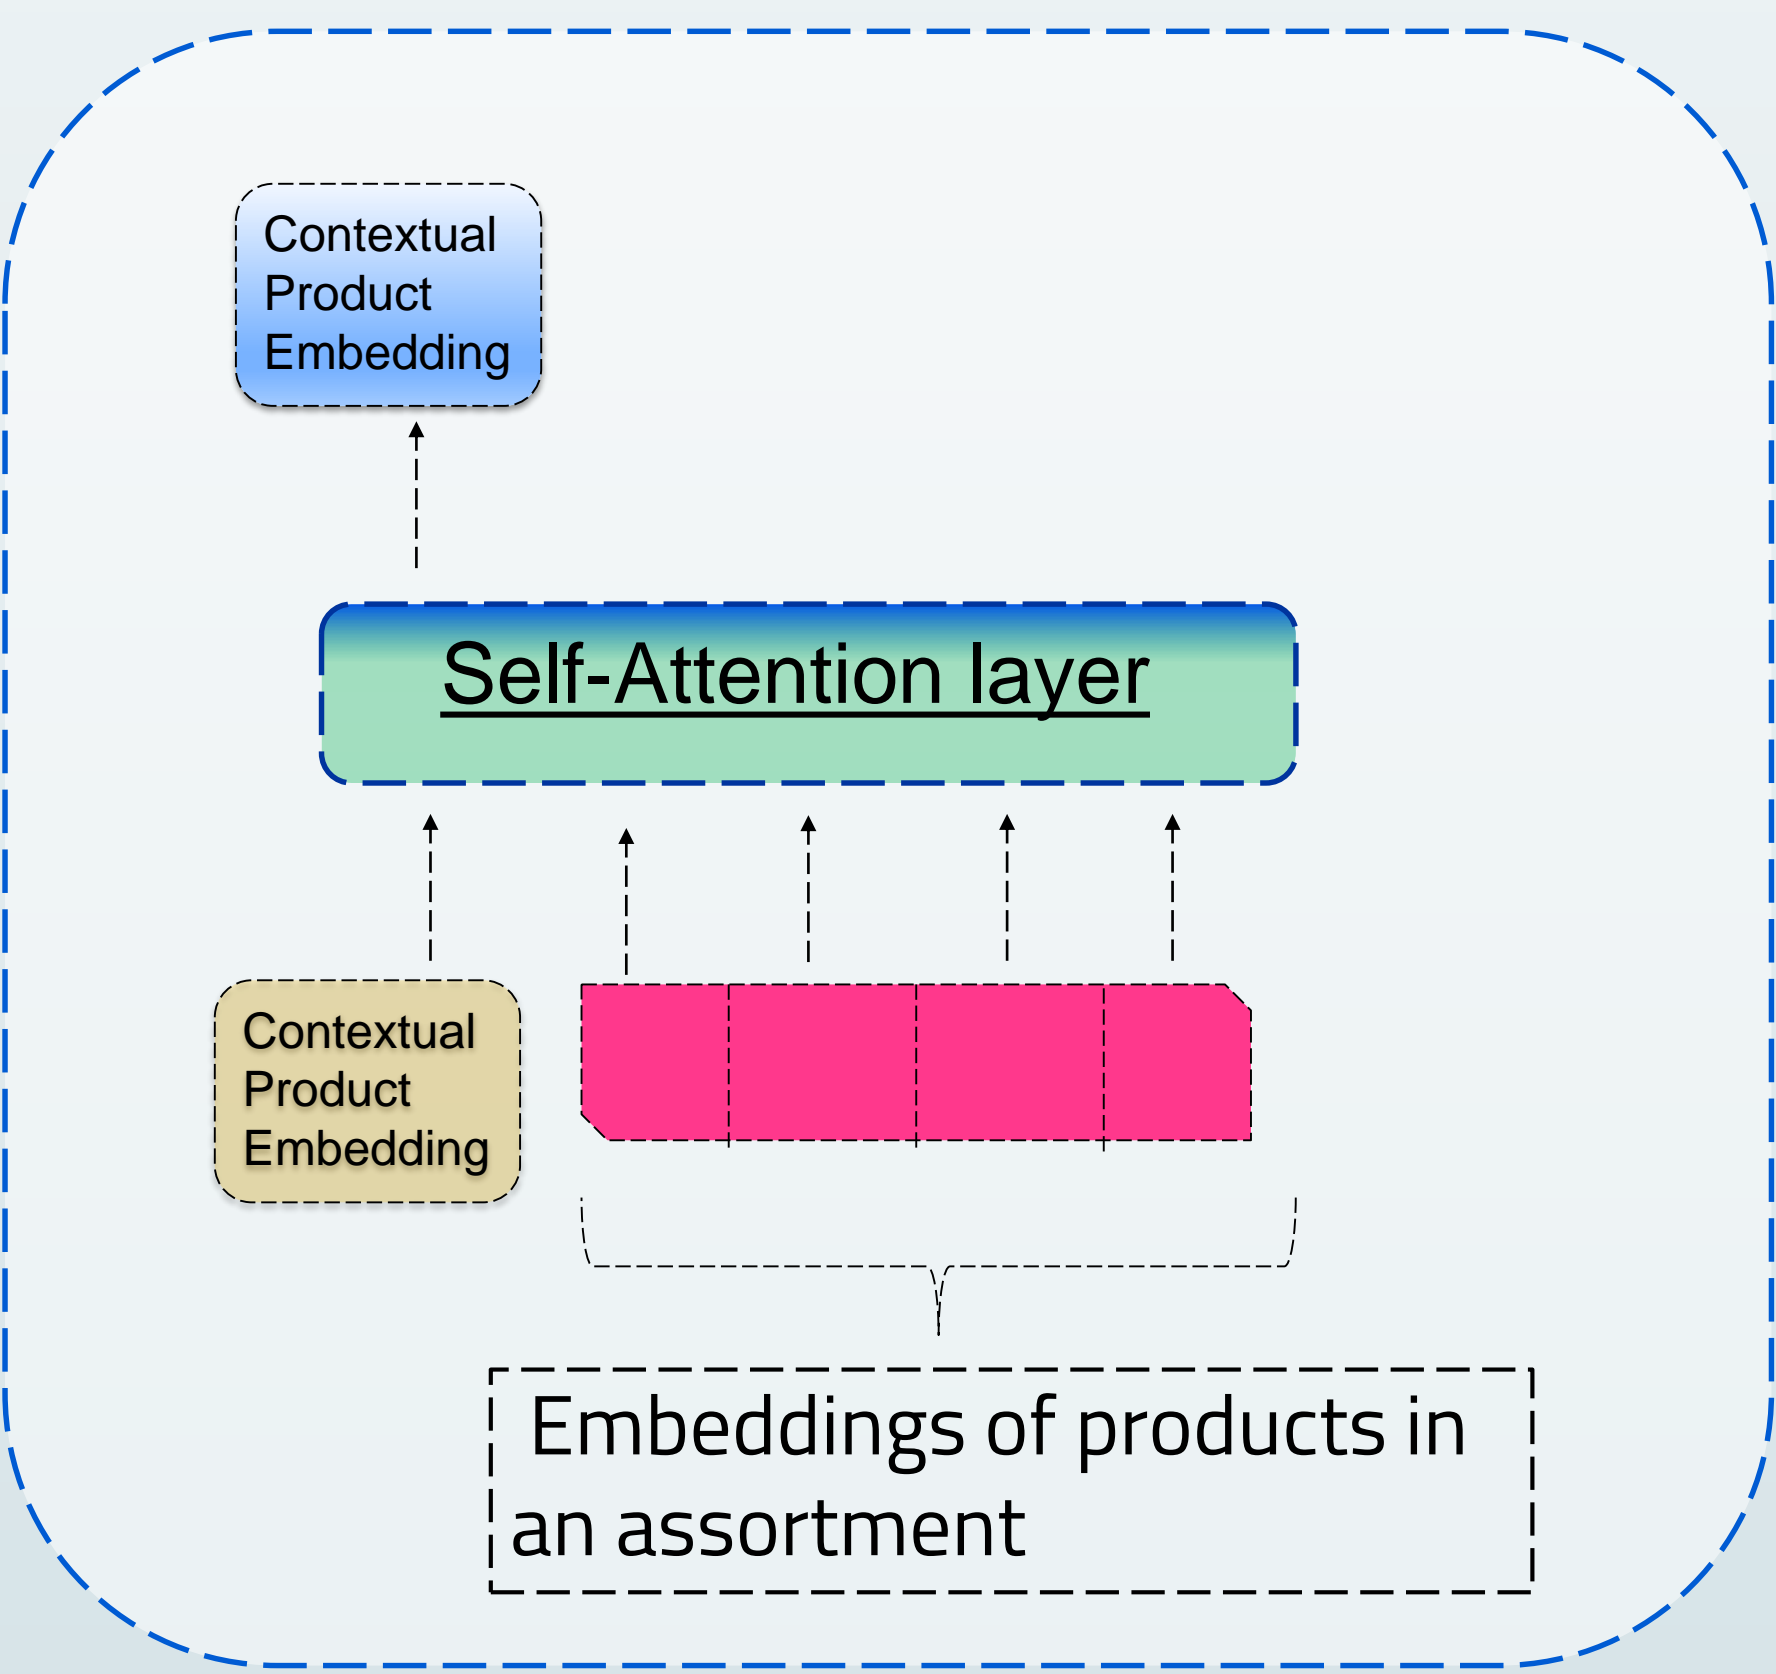 Contextual
Product
Embedding
Self-Attention layer
Contextual
Product
Embedding
Embeddings of products in
an assortment